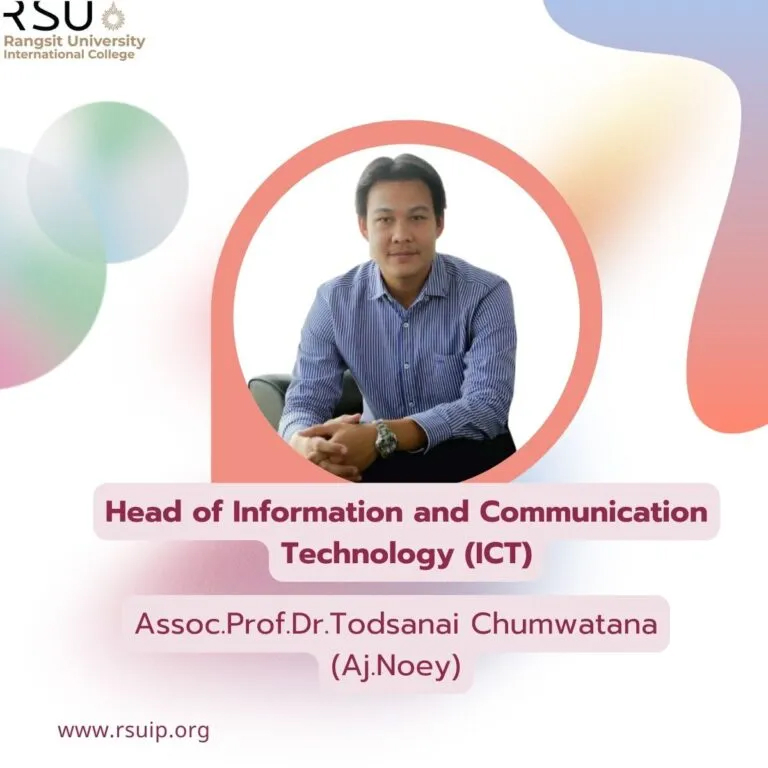 RSU
Rangsit University
International College
Head of Information and Communication
Technology (ICT)
Assoc.Prof.Dr.Todsanai Chumwatana
(Aj.Noey)
www.rsuip.org